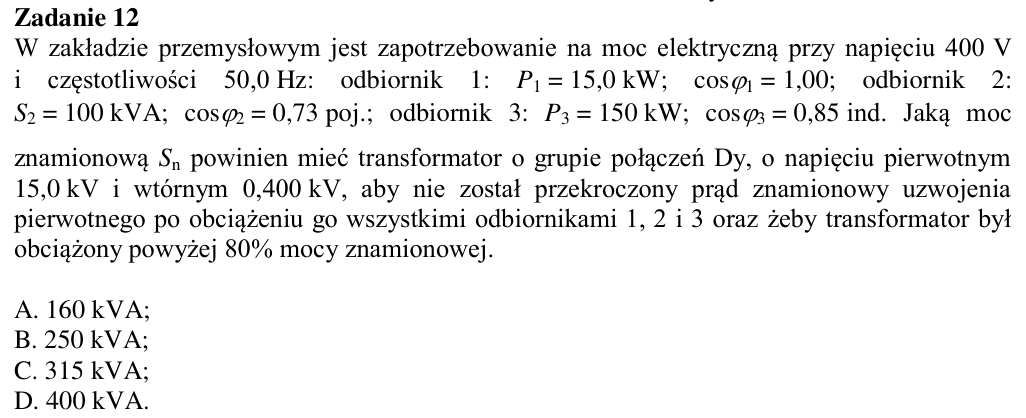 Zadanie 12
W zakładzie przemysłowym jest zapotrzebowanie na moc elektryczną przy napięciu 400 V
i częstotliwości 50,0 Hz: odbiornik 1: P₁ = 15,0 kW; cosφ₁ = 1,00; odbiornik 2:
S₂ = 100 kVA; cosφ₂ = 0,73 poj.; odbiornik 3: P₃ = 150 kW; cosφ₃ = 0,85 ind. Jaką moc
znamionową Sₙ powinien mieć transformator o grupie połączeń Dy, o napięciu pierwotnym
15,0 kV i wtórnym 0,400 kV, aby nie został przekroczony prąd znamionowy uzwojenia
pierwotnego po obciążeniu go wszystkimi odbiornikami 1, 2 i 3 oraz żeby transformator był
obciążony powyżej 80% mocy znamionowej.
A. 160 kVA;
B. 250 kVA;
C. 315 kVA;
D. 400 kVA.